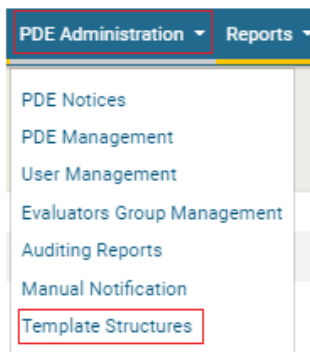 PDE Administration Reports
PDE Notices
PDE Management
User Management
Evaluators Group Management
Auditing Reports
Manual Notification
Template Structures